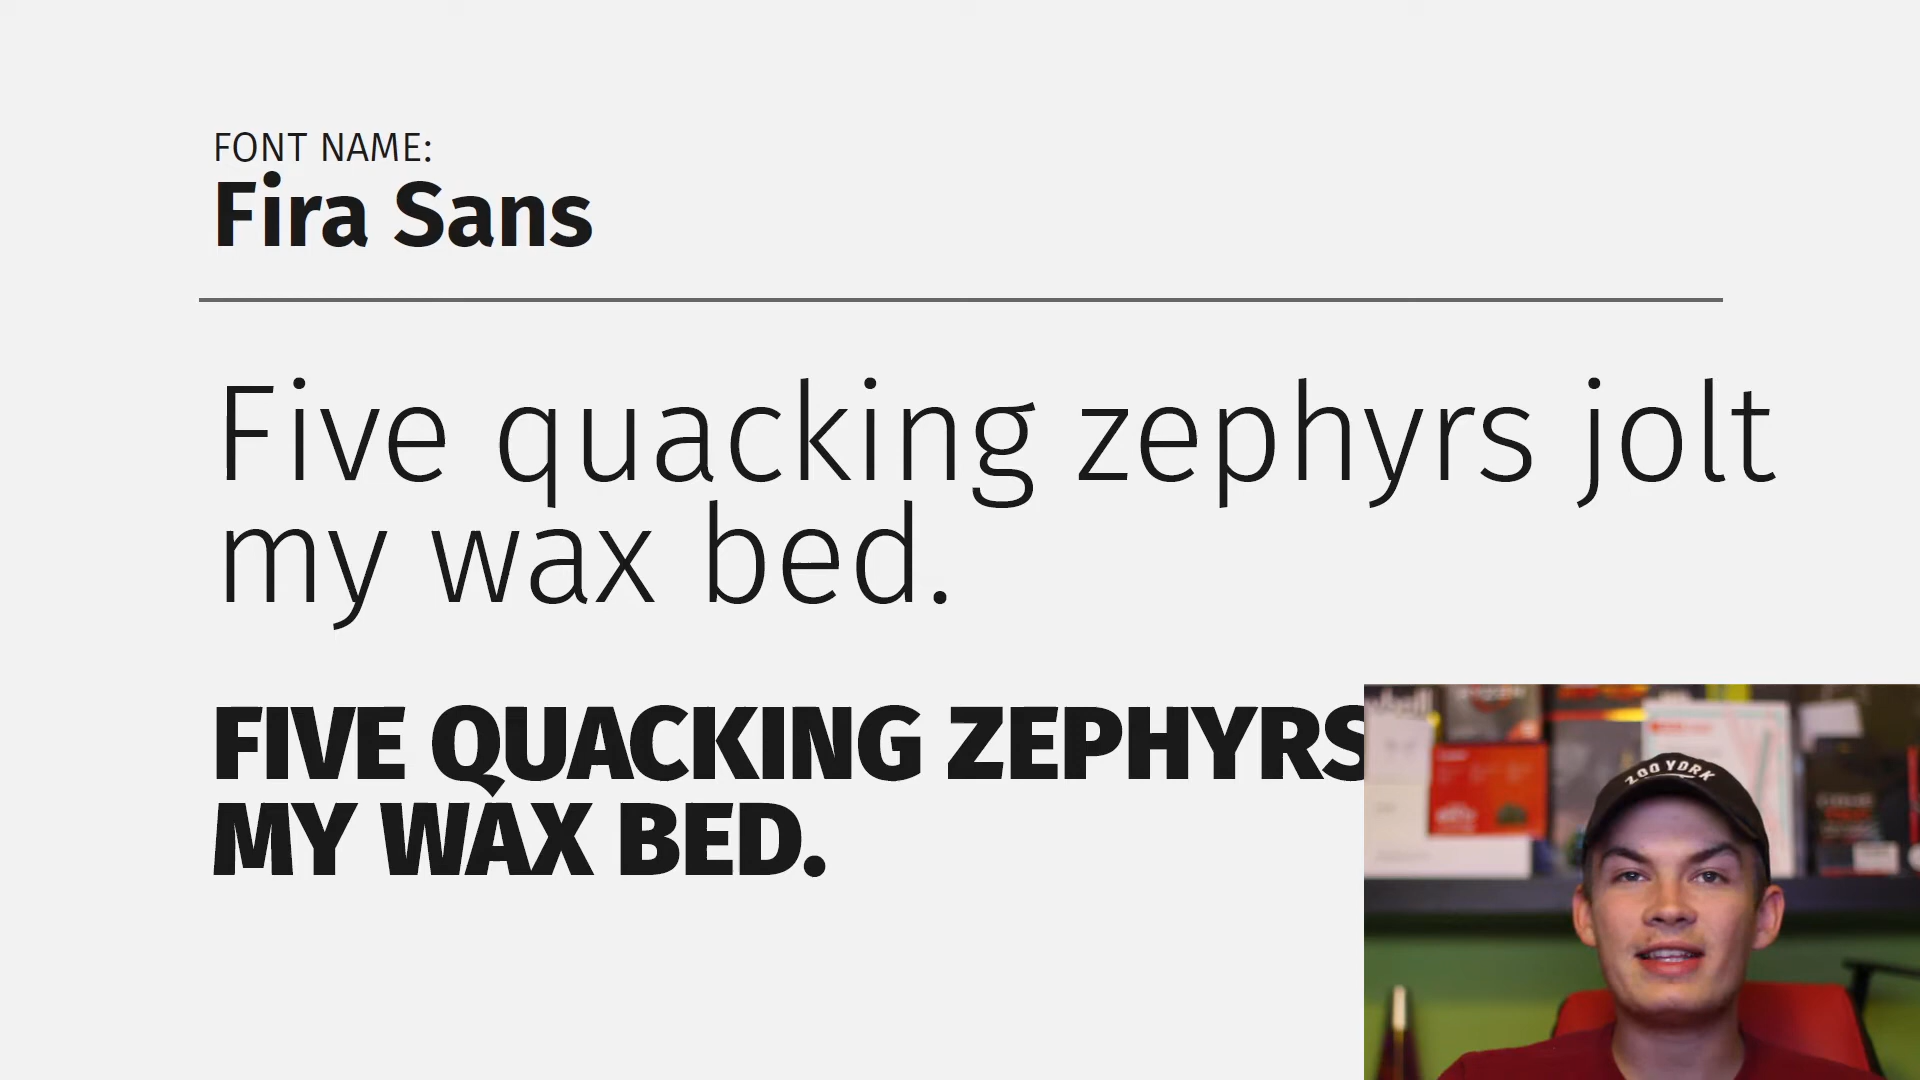 FONT NAME:
Fira Sans
Five quacking zephyrs jolt
my wax bed.
FIVE QUACKING ZEPHYRS
MY WAX BED.
ZOO YORK